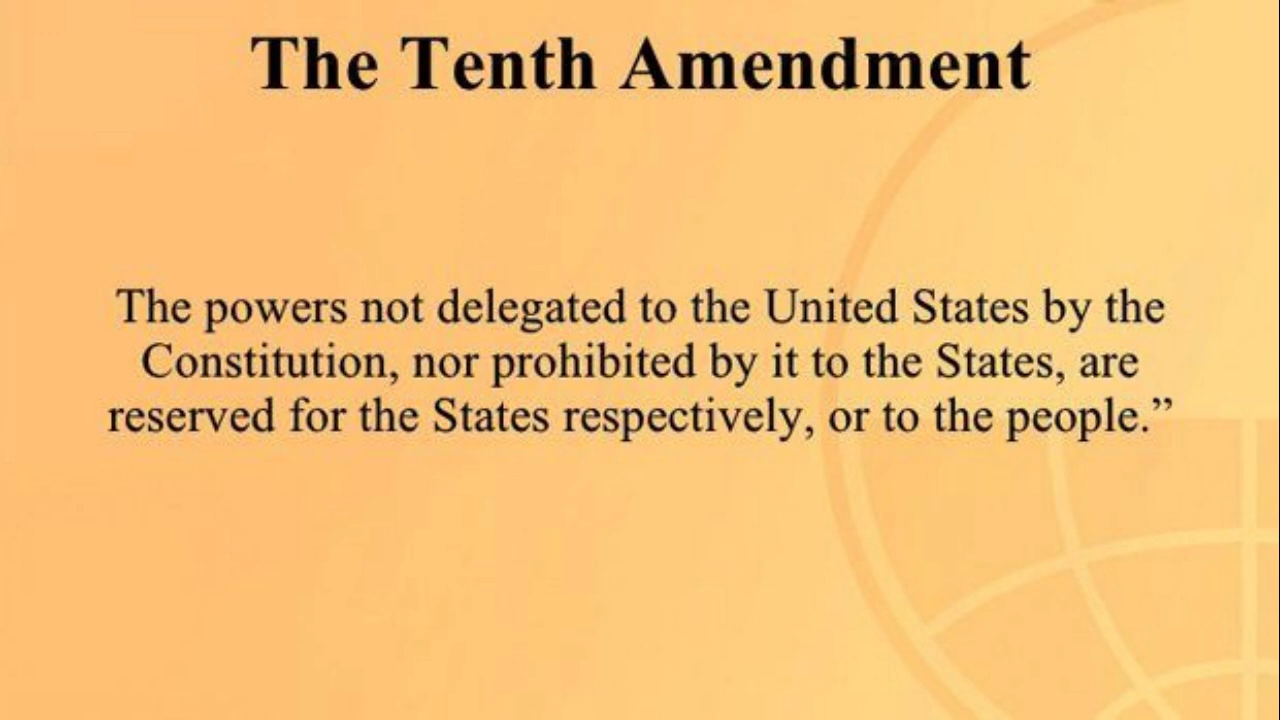 The Tenth Amendment
The powers not delegated to the United States by the
Constitution, nor prohibited by it to the States, are
reserved for the States respectively, or to the people.”